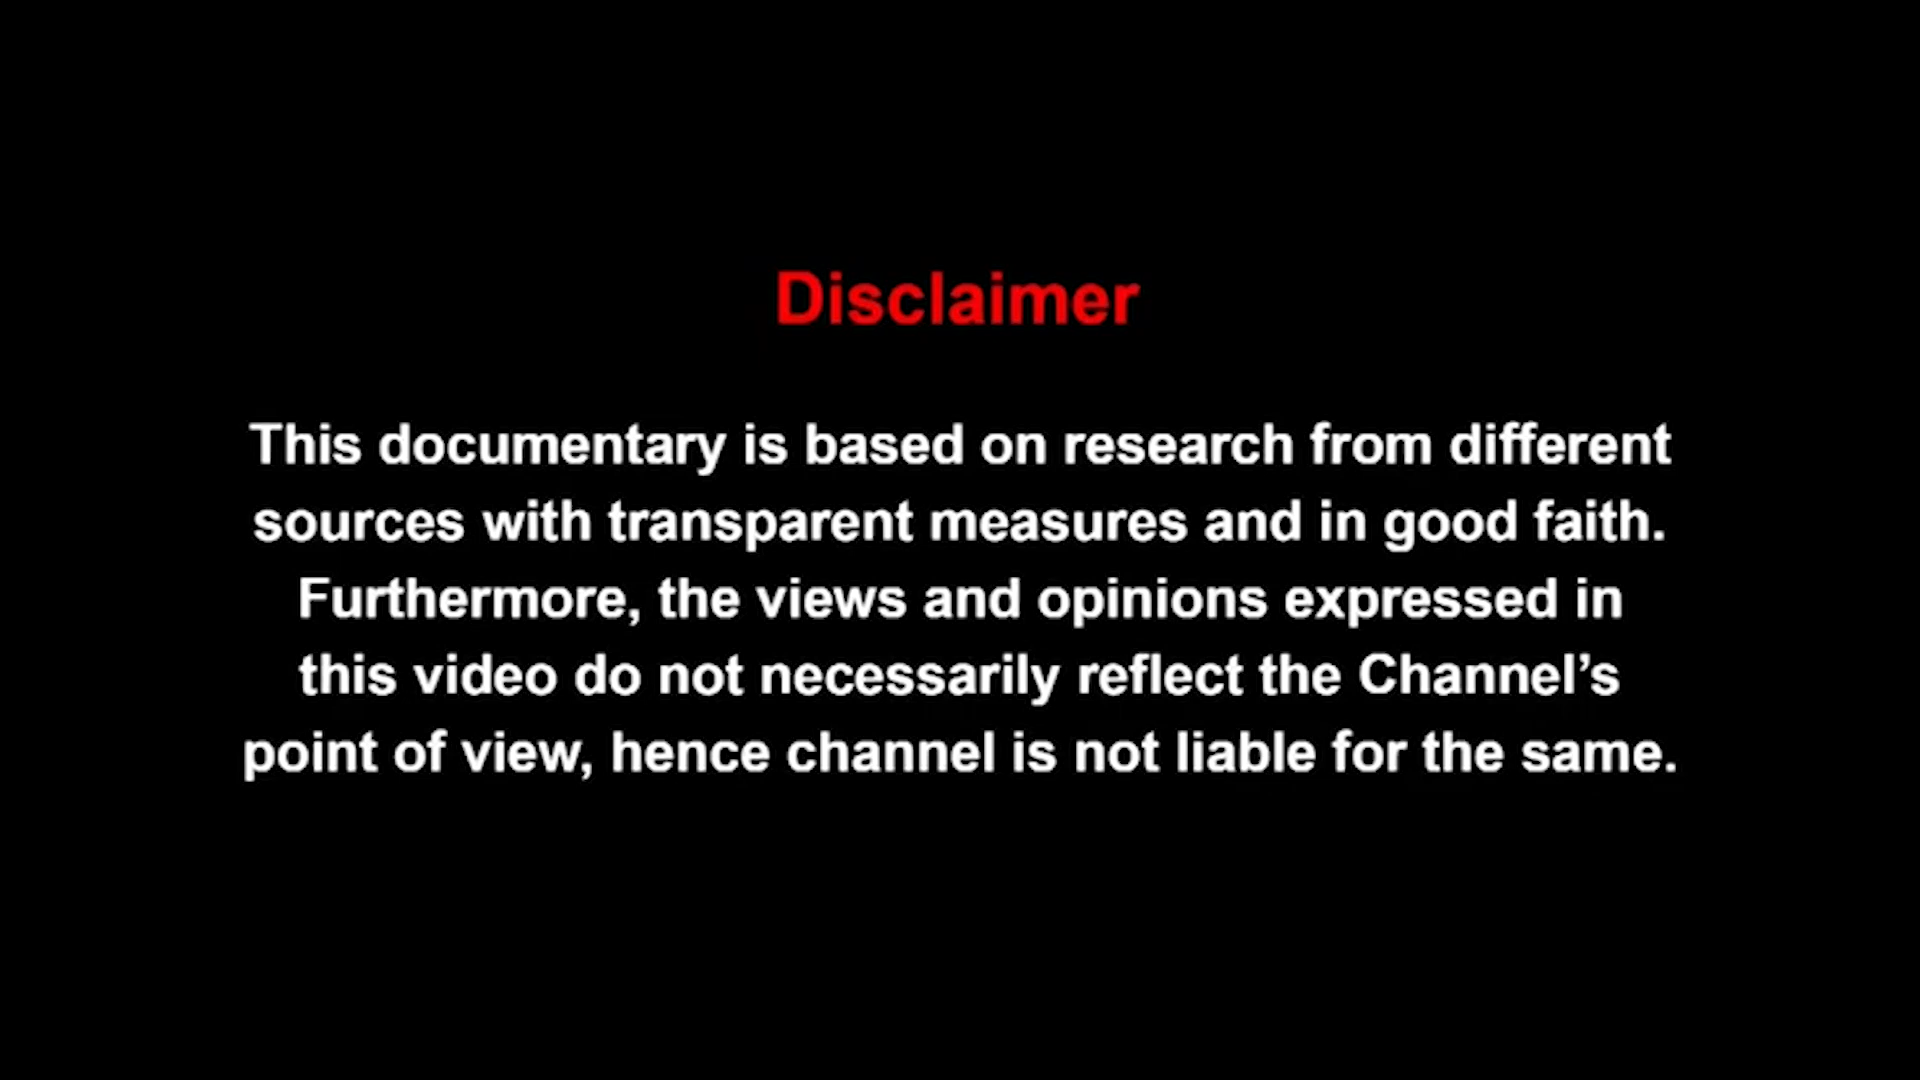 Disclaimer
This documentary is based on research from different
sources with transparent measures and in good faith.
Furthermore, the views and opinions expressed in
this video do not necessarily reflect the Channel’s
point of view, hence channel is not liable for the same.